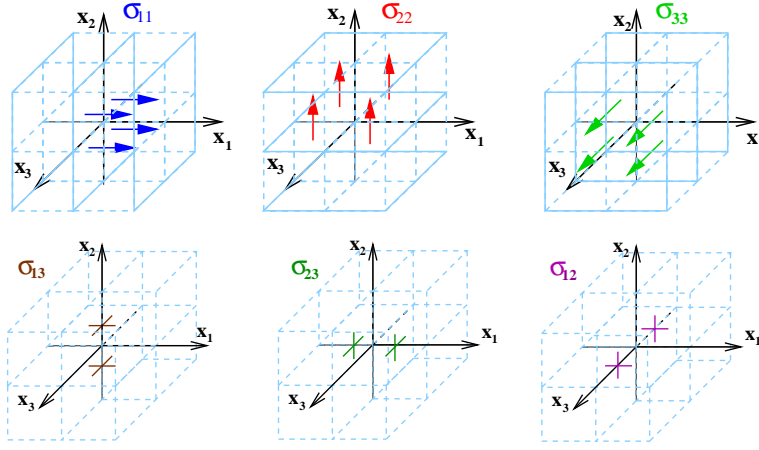 x₂ σ₁₁
x₁
x₃
x₂ σ₂₂
x₁
x₃
x₂ σ₃₃
x
x₃
σ₁₃ x₂
x₁
x₃
σ₂₃ x₂
x₁
x₃
σ₁₂ x₂
x₁
x₃